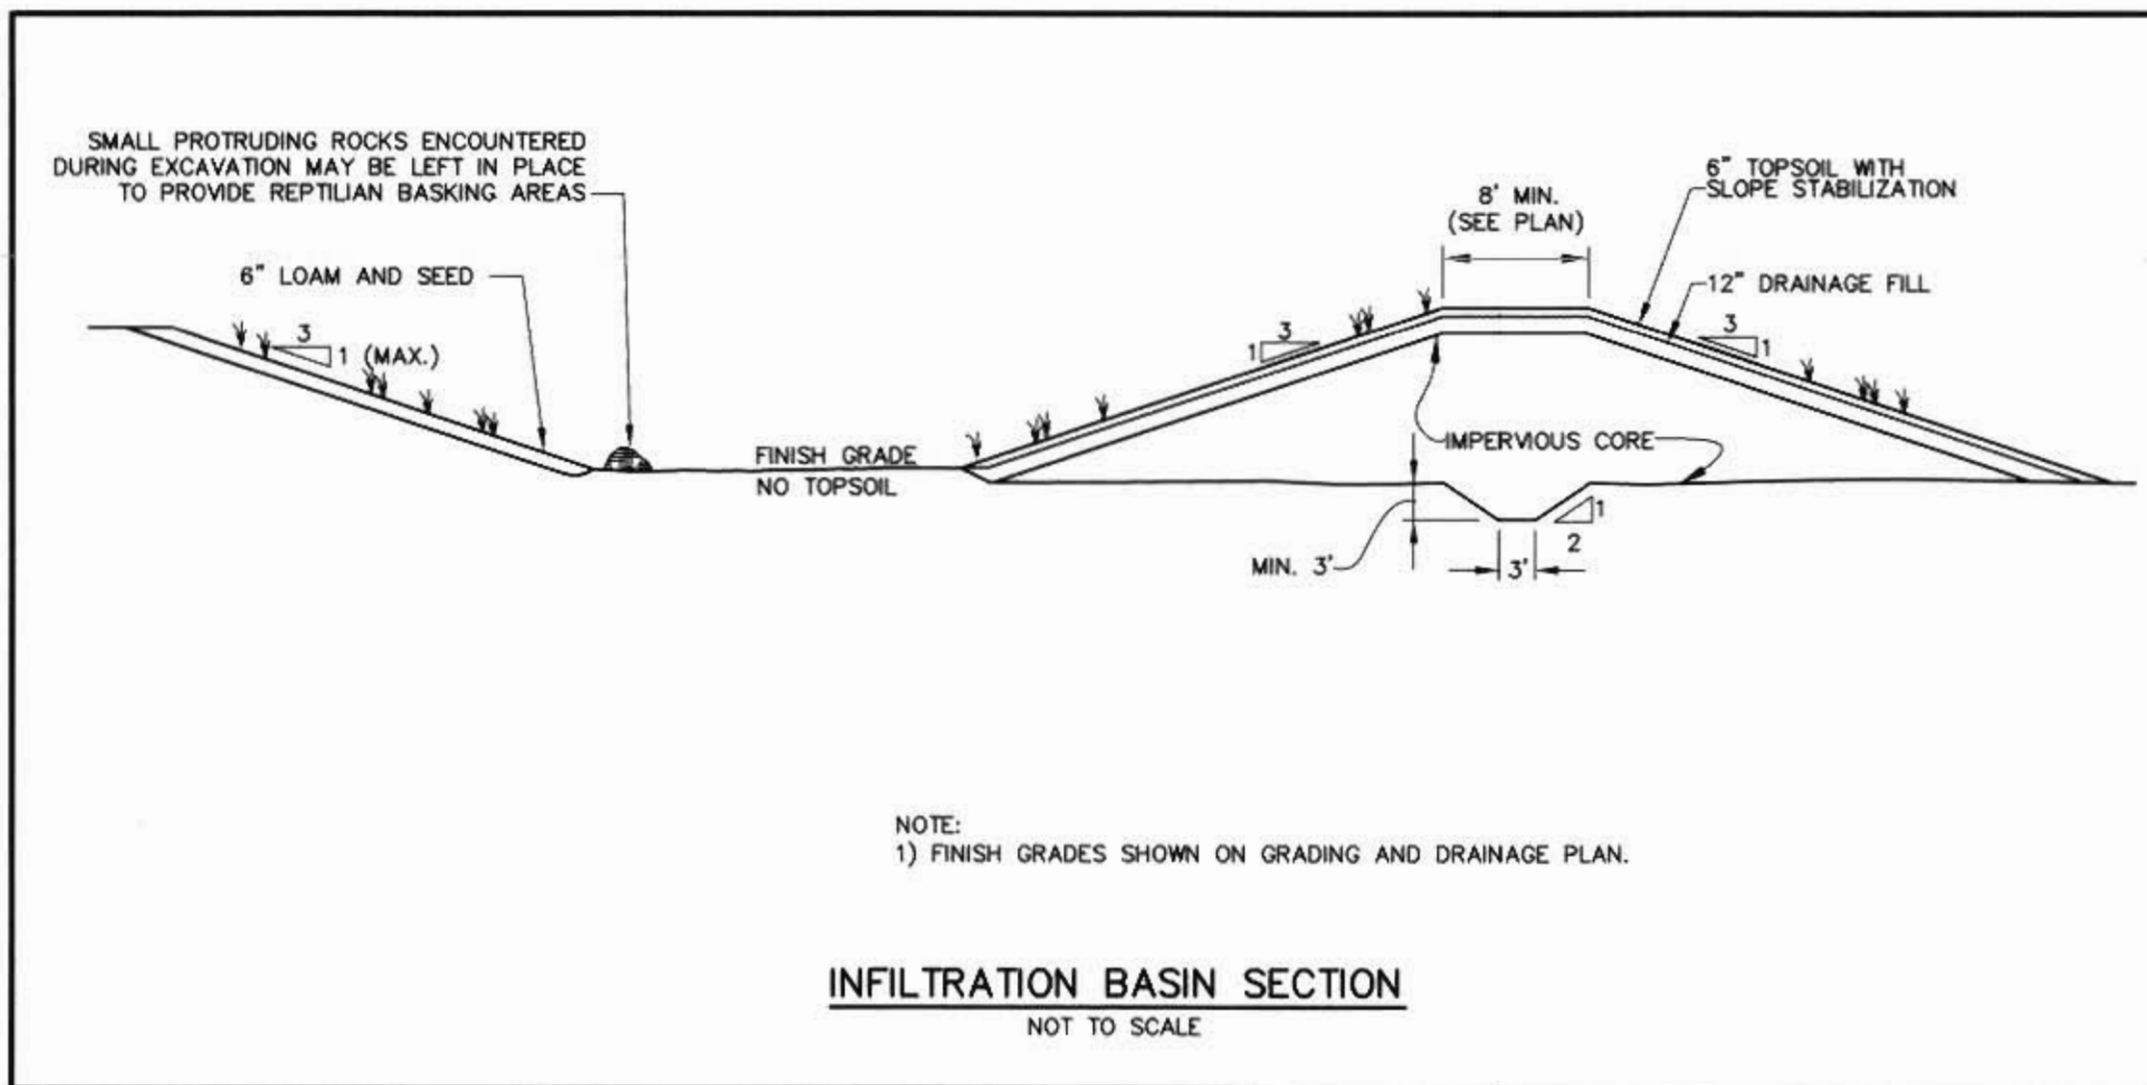 SMALL PROTRUDING ROCKS ENCOUNTERED
DURING EXCAVATION MAY BE LEFT IN PLACE
TO PROVIDE REPTILIAN BASKING AREAS
6" LOAM AND SEED
3
1 (MAX.)
FINISH GRADE
NO TOPSOIL
8' MIN.
(SEE PLAN)
6" TOPSOIL WITH
SLOPE STABILIZATION
12" DRAINAGE FILL
3
1
3
1
IMPERVIOUS CORE
1
2
MIN. 3'
3'
NOTE:
1) FINISH GRADES SHOWN ON GRADING AND DRAINAGE PLAN.
INFILTRATION BASIN SECTION
NOT TO SCALE